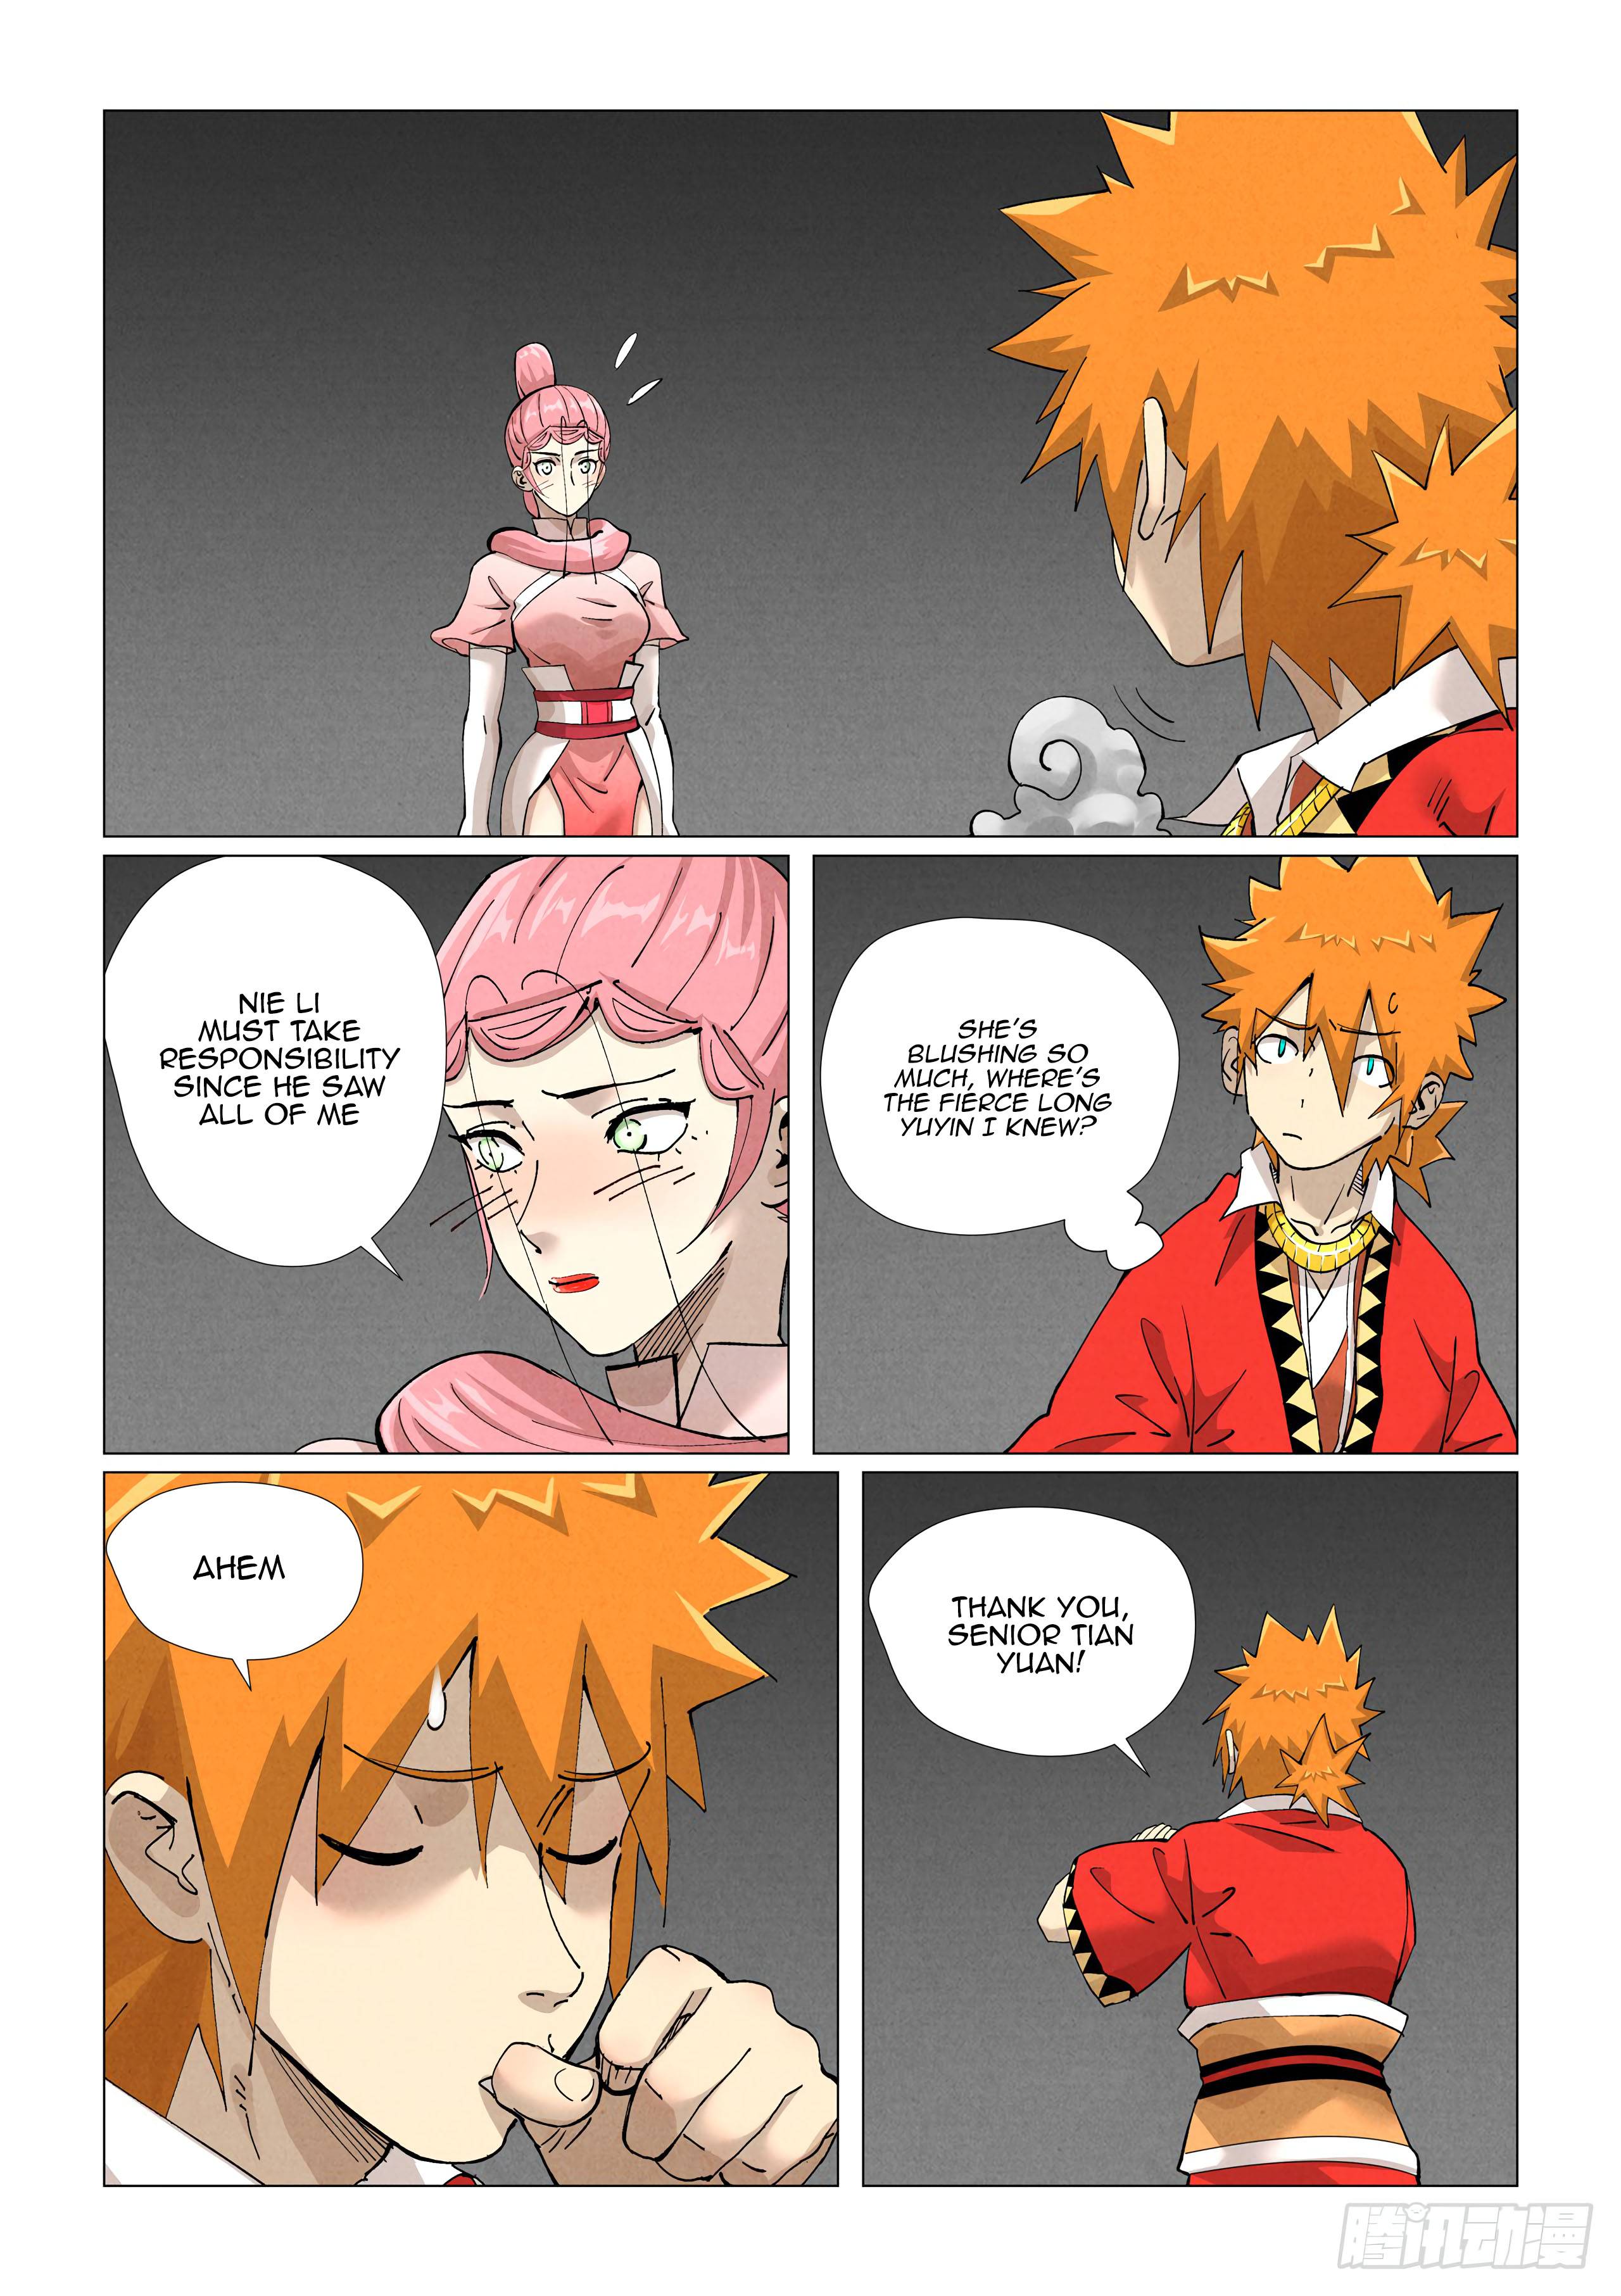 NIE LI
MUST TAKE
RESPONSIBILITY
SINCE HE SAW
ALL OF ME
SHE'S
BLUSHING SO
MUCH, WHERE'S
THE FIERCE LONG
YUYIN I KNEW?
AHEM
THANK YOU,
SENIOR TIAN
YUAN!
腾讯动漫